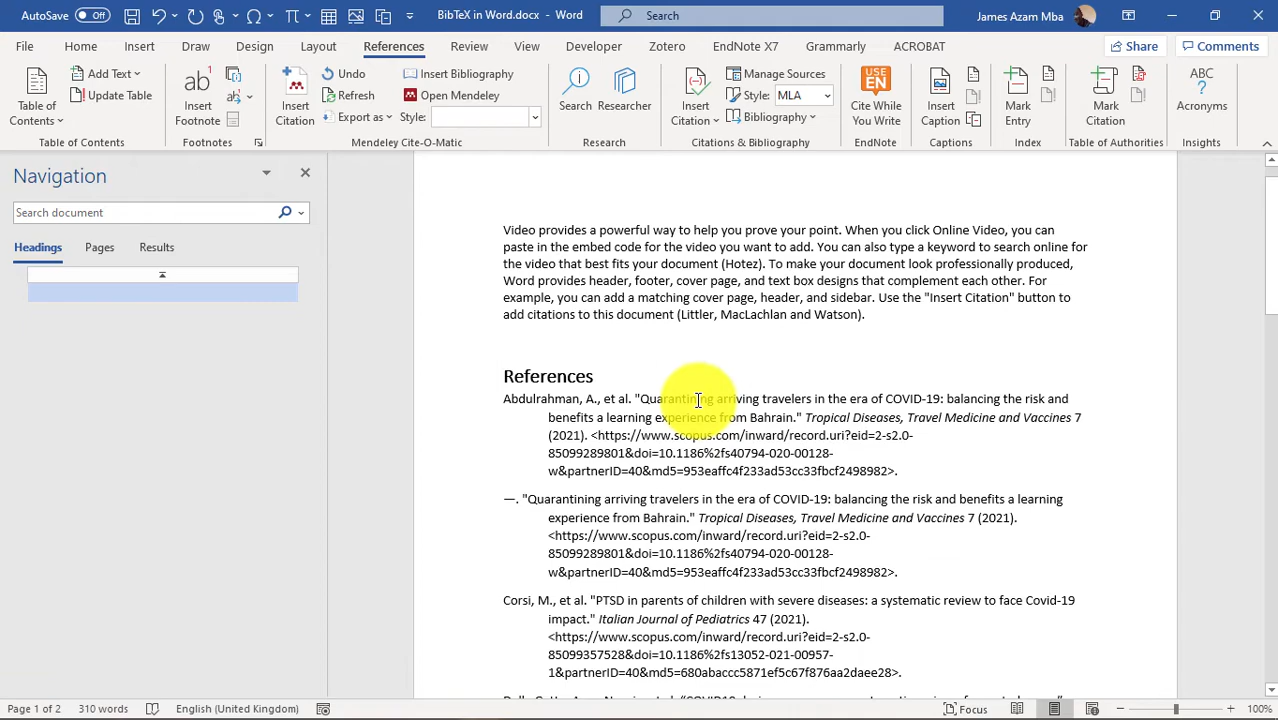 AutoSave Off
BibTeX in Word.docx - Word
Search
James Azam Mba
File Home Insert Draw Design Layout References Review View Developer Zotero EndNote X7 Grammarly ACROBAT Share Comments
Table of Contents
Add Text
Update Table
Table of Contents
ab
Insert Footnote
Footnotes
Insert Citation
Undo
Refresh
Export as
Insert Bibliography
Open Mendeley
Style:
Mendeley Cite-O-Matic
Search
Researcher
Research
Insert Citation
Manage Sources
Style: MLA
Bibliography
Citations & Bibliography
USE EN
Cite While You Write
EndNote
Insert Caption
Captions
Mark Entry
Index
Mark Citation
Table of Authorities
ABC
Acronyms
Insights
Navigation
Search document
Headings Pages Results
Video provides a powerful way to help you prove your point. When you click Online Video, you can
paste in the embed code for the video you want to add. You can also type a keyword to search online for
the video that best fits your document (Hotez). To make your document look professionally produced,
Word provides header, footer, cover page, and text box designs that complement each other. For
example, you can add a matching cover page, header, and sidebar. Use the "Insert Citation" button to
add citations to this document (Littler, MacLachlan and Watson).
References
Abdulrahman, A., et al. "Quarantining arriving travelers in the era of COVID-19: balancing the risk and
benefits a learning experience from Bahrain." Tropical Diseases, Travel Medicine and Vaccines 7
(2021). <https://www.scopus.com/inward/record.uri?eid=2-s2.0-
85099289801&doi=10.1186%2fs40794-020-00128-
w&partnerID=40&md5=953eaffc4f233ad53cc33fbcf2498982>.
—. "Quarantining arriving travelers in the era of COVID-19: balancing the risk and benefits a learning
experience from Bahrain." Tropical Diseases, Travel Medicine and Vaccines 7 (2021).
<https://www.scopus.com/inward/record.uri?eid=2-s2.0-
85099289801&doi=10.1186%2fs40794-020-00128-
w&partnerID=40&md5=953eaffc4f233ad53cc33fbcf2498982>.
Corsi, M., et al. "PTSD in parents of children with severe diseases: a systematic review to face Covid-19
impact." Italian Journal of Pediatrics 47 (2021).
<https://www.scopus.com/inward/record.uri?eid=2-s2.0-
85099357528&doi=10.1186%2fs13052-021-00957-
1&partnerID=40&md5=680abaccc5871ef5c67f876aa2daee28>.
Page 1 of 2 310 words English (United Kingdom) Focus 100%